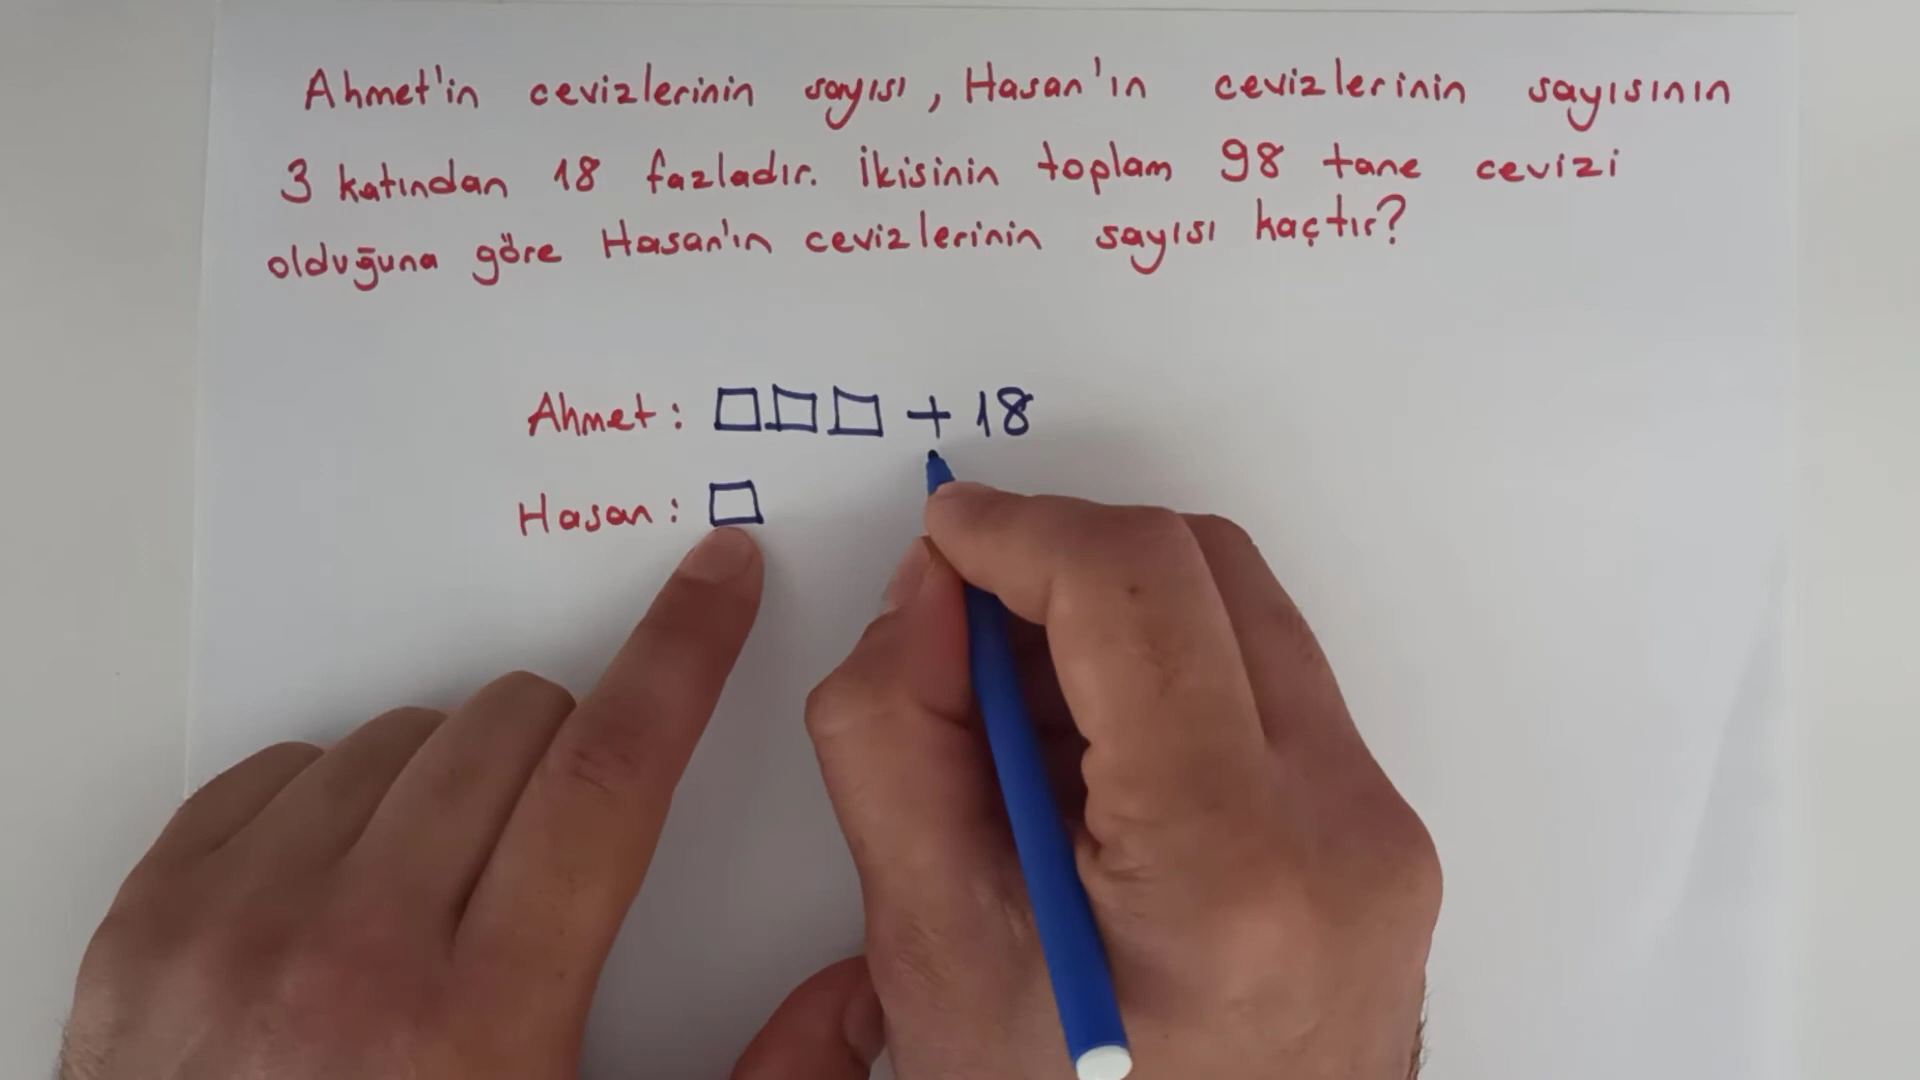 Ahmet'in cevizlerinin sayısı, Hasan'ın cevizlerinin sayısının
3 katından 18 fazladır. İkisinin toplam 98 tane cevizi
olduğuna göre Hasan'ın cevizlerinin sayısı kaçtır?
Ahmet: □□□ + 18
Hasan: □